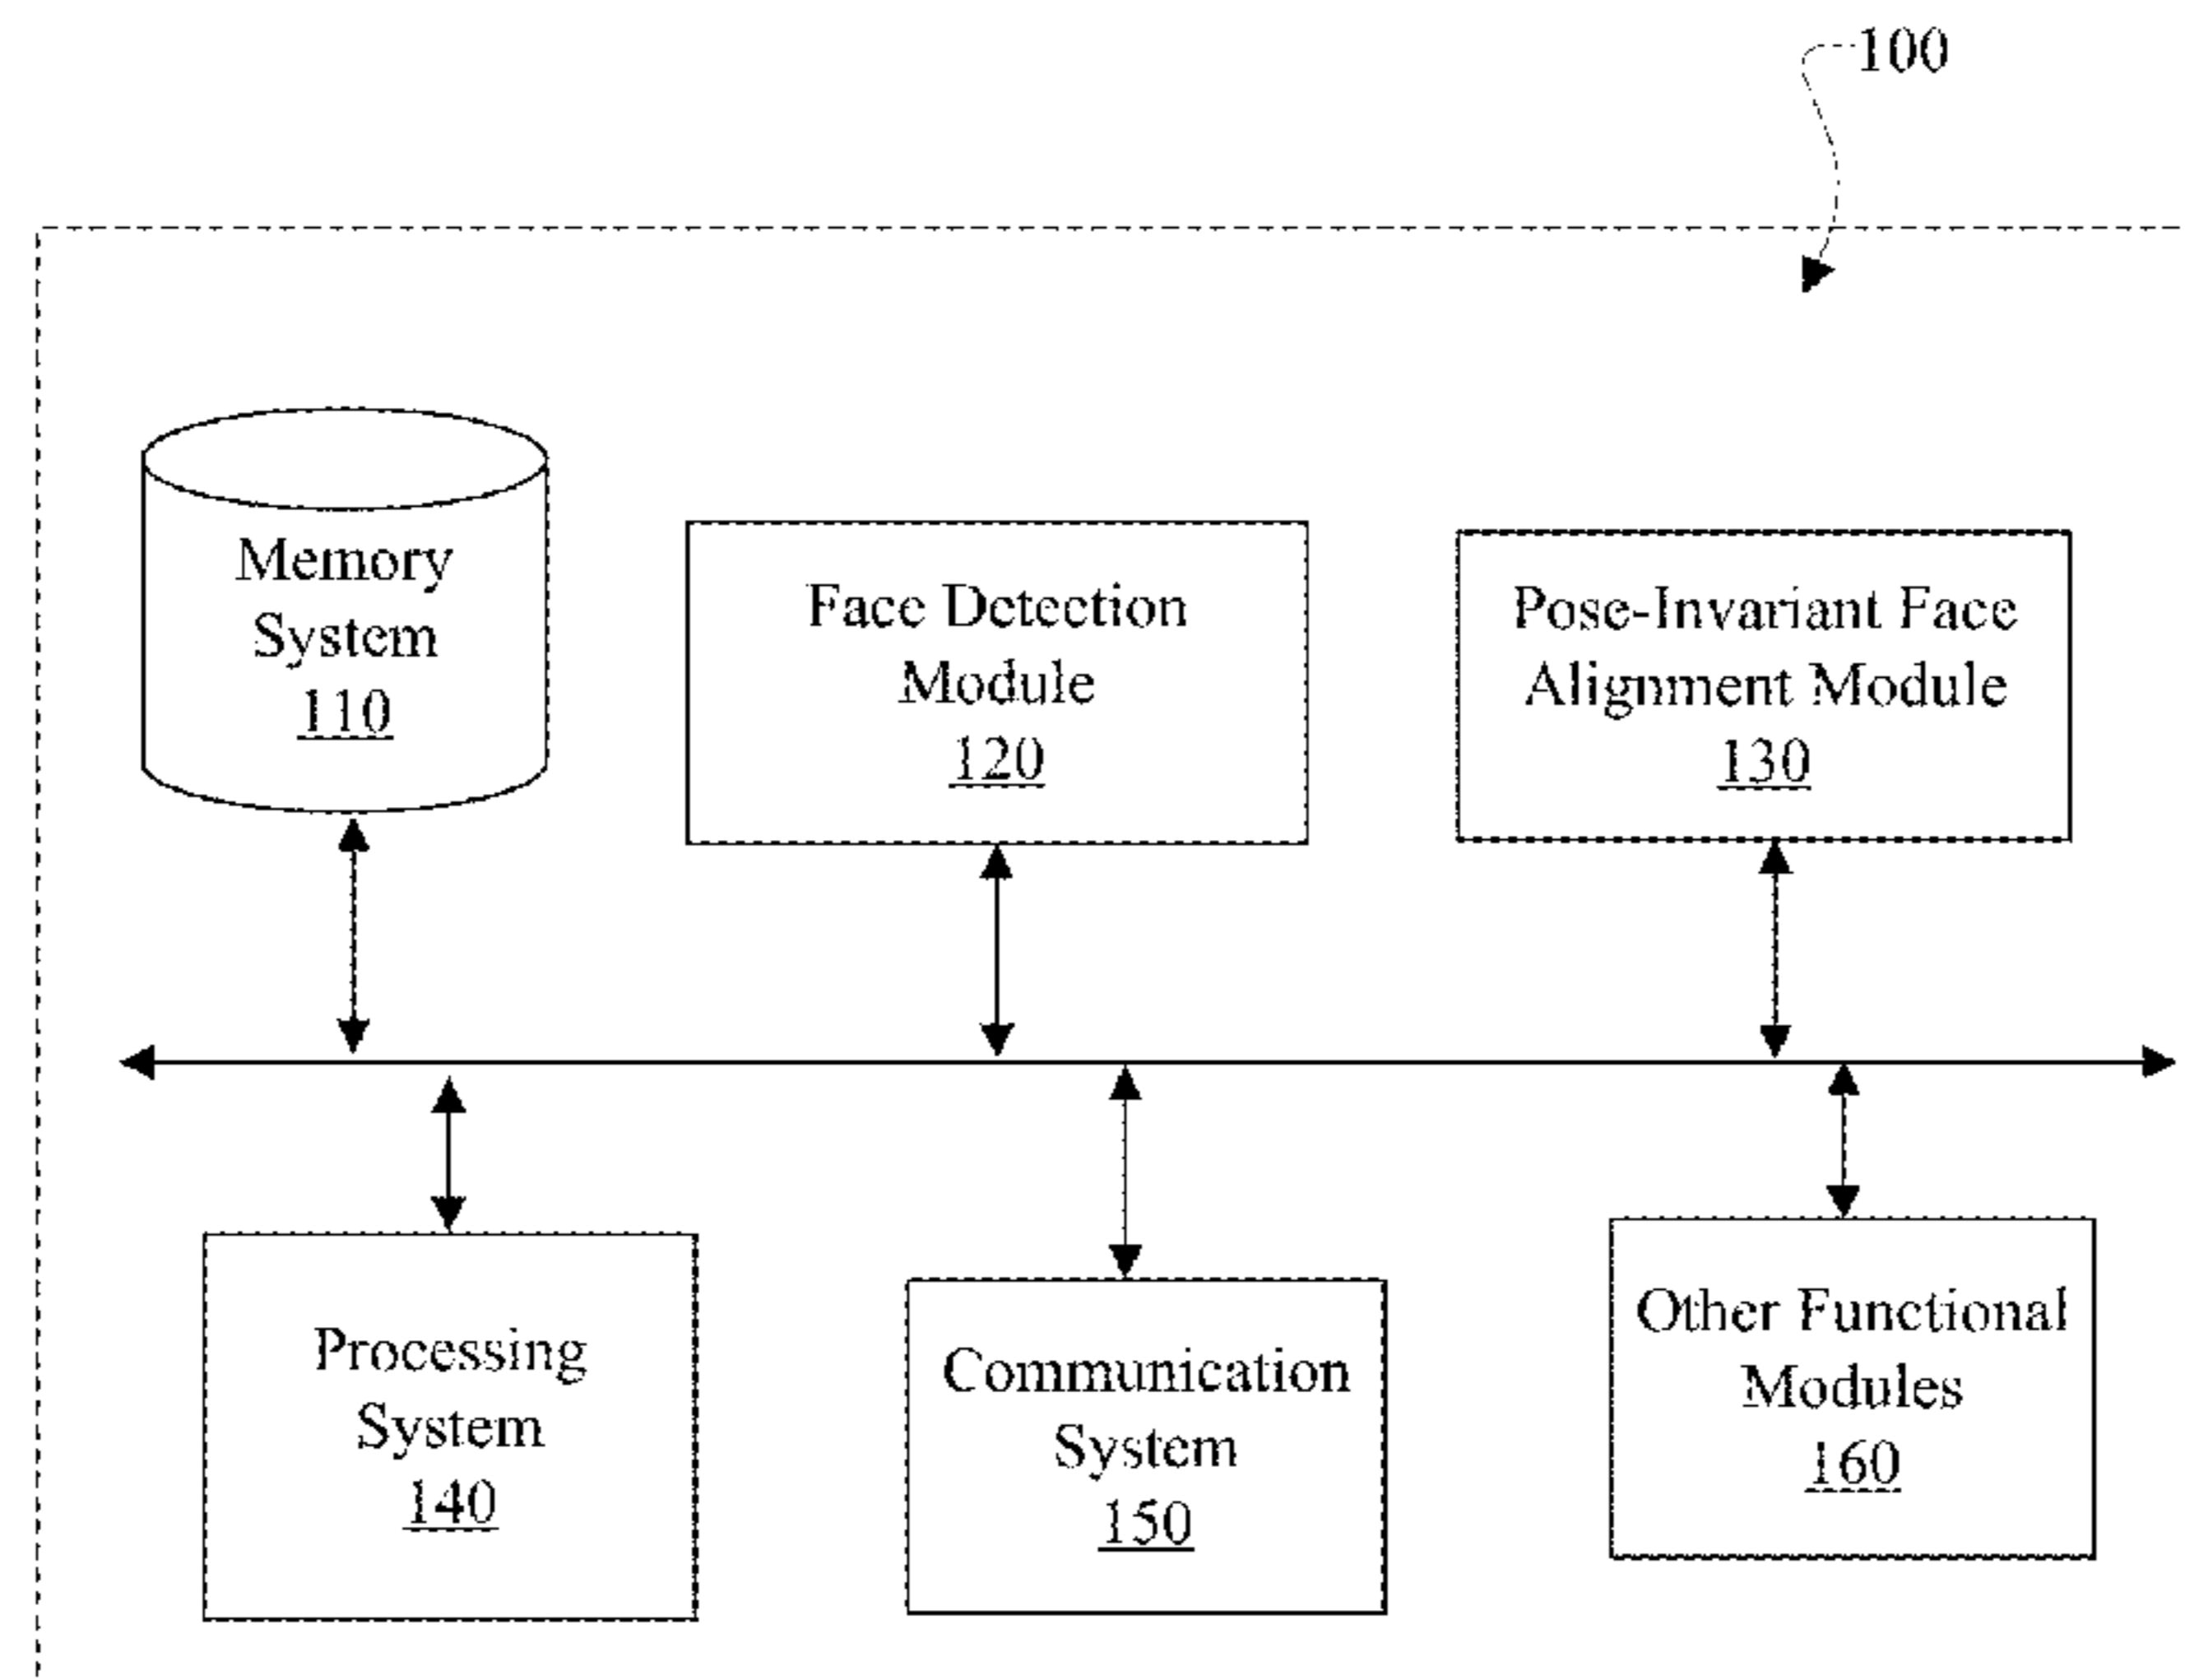 100
Memory
System
110
Face Detection
Module
120
Pose-Invariant Face
Alignment Module
130
Processing
System
140
Communication
System
150
Other Functional
Modules
160